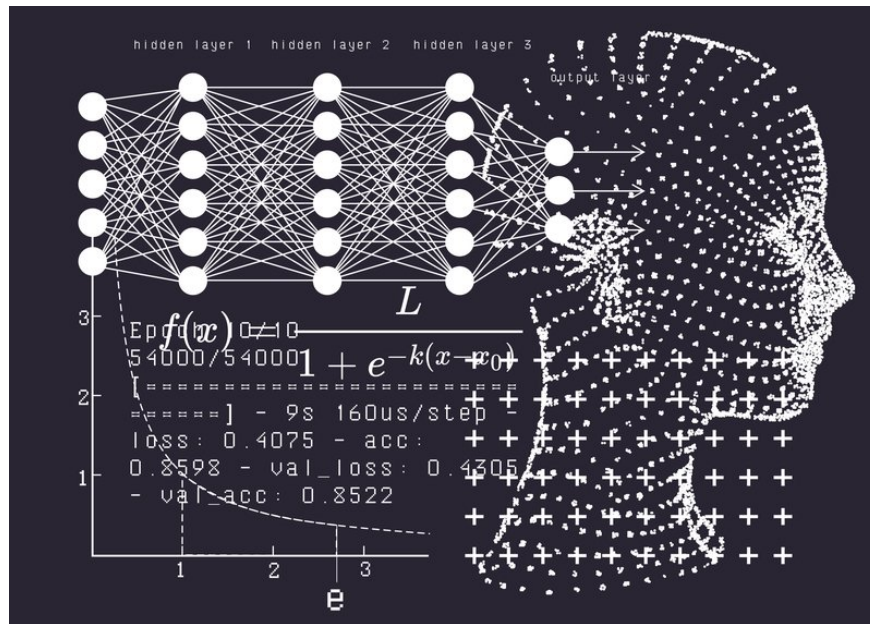 hidden layer 1 hidden layer 2 hidden layer 3
output layer
f(x) = L / 1 + e^{-k(x-x_0)}
Epoch 10/10
54000/54000
[==============================
======] - 9s 160us/step -
loss: 0.4075 - acc:
0.8598 - val_loss: 0.4305
- val_acc: 0.8522
3
2
1
1 2 3
e